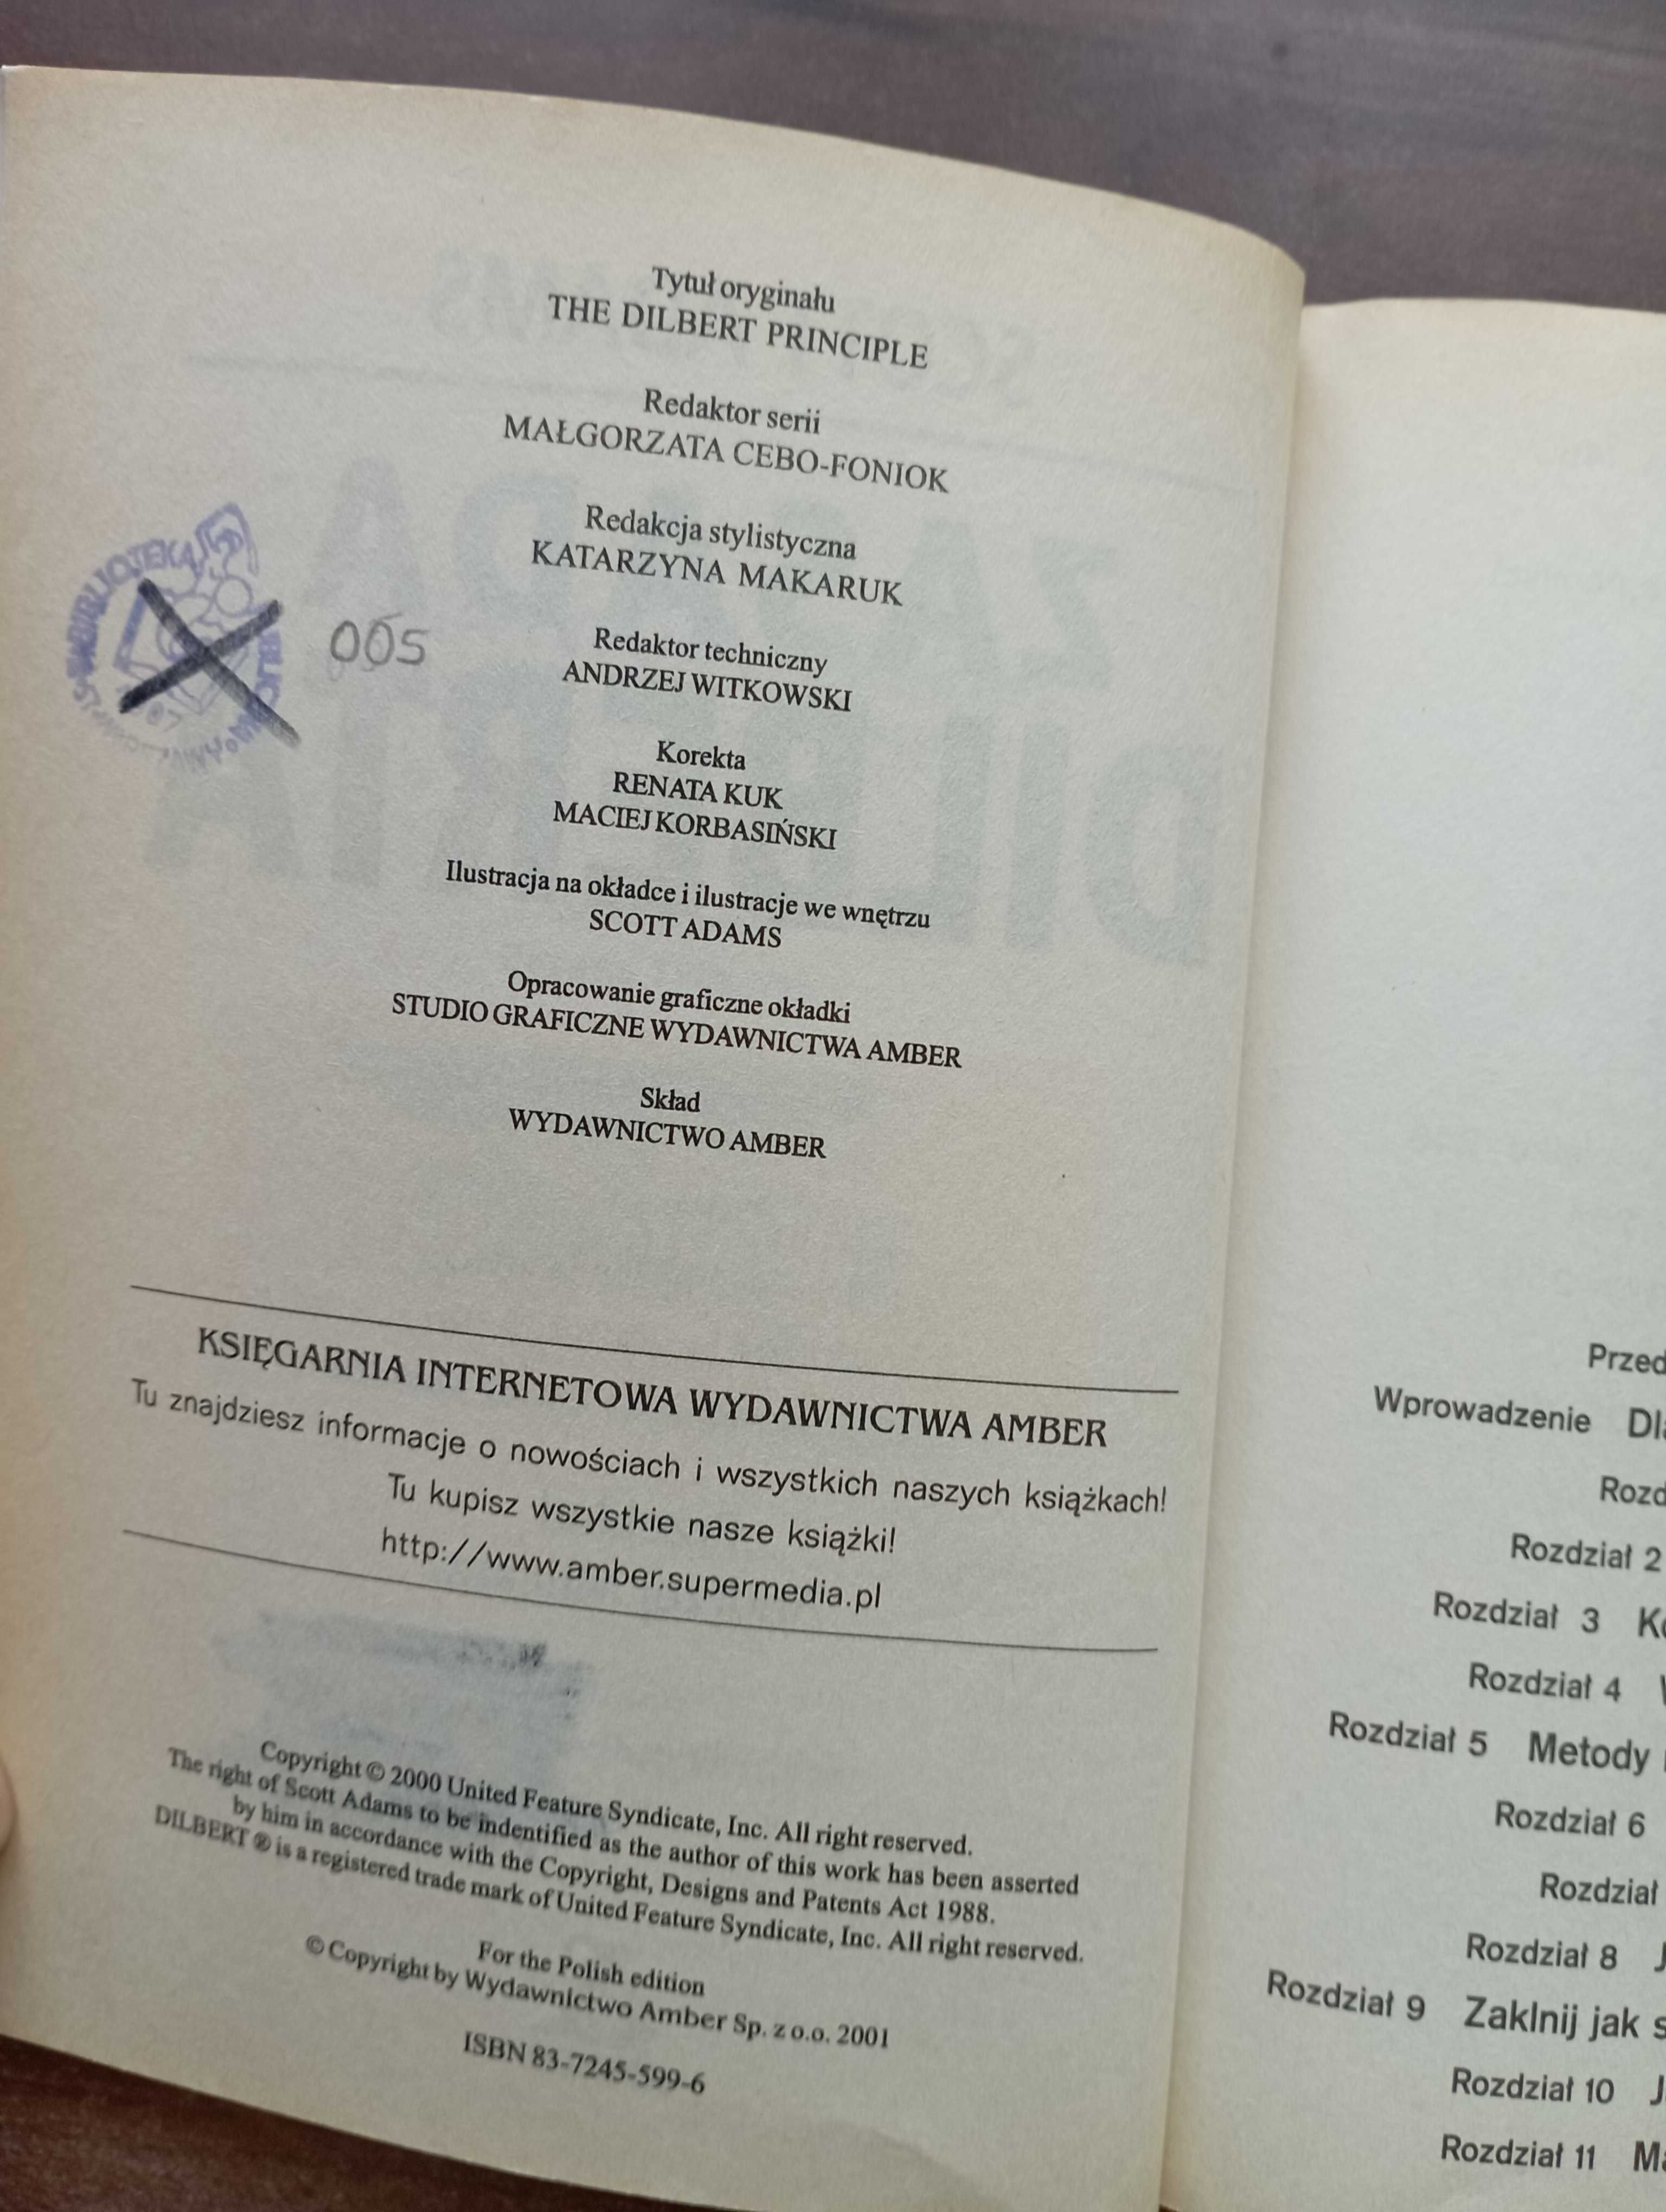 Tytuł oryginału
THE DILBERT PRINCIPLE
Redaktor serii
MAŁGORZATA CEBO-FONIOK
Redakcja stylistyczna
KATARZYNA MAKARUK
005
Redaktor techniczny
ANDRZEJ WITKOWSKI
Korekta
RENATA KUK
MACIEJ KORBASIŃSKI
Ilustracja na okładce i ilustracje we wnętrzu
SCOTT ADAMS
Opracowanie graficzne okładki
STUDIO GRAFICZNE WYDAWNICTWA AMBER
Skład
WYDAWNICTWO AMBER
KSIĘGARNIA INTERNETOWA WYDAWNICTWA AMBER
Tu znajdziesz informacje o nowościach i wszystkich naszych książkach!
Tu kupisz wszystkie nasze książki!
http://www.amber.supermedia.pl
Copyright © 2000 United Feature Syndicate, Inc. All right reserved.
The right of Scott Adams to be indentified as the author of this work has been asserted
by him in accordance with the Copyright, Designs and Patents Act 1988.
DILBERT ® is a registered trade mark of United Feature Syndicate, Inc. All right reserved.
For the Polish edition
© Copyright by Wydawnictwo Amber Sp. z o.o. 2001
ISBN 83-7245-599-6
Przed
Wprowadzenie Dla
Rozd
Rozdział 2
Rozdział 3
Rozdział 4
Rozdział 5 Metody
Rozdział 6
Rozdział
Rozdział 8 J
Rozdział 9 Zaklnij jak s
Rozdział 10 J
Rozdział 11 Ma